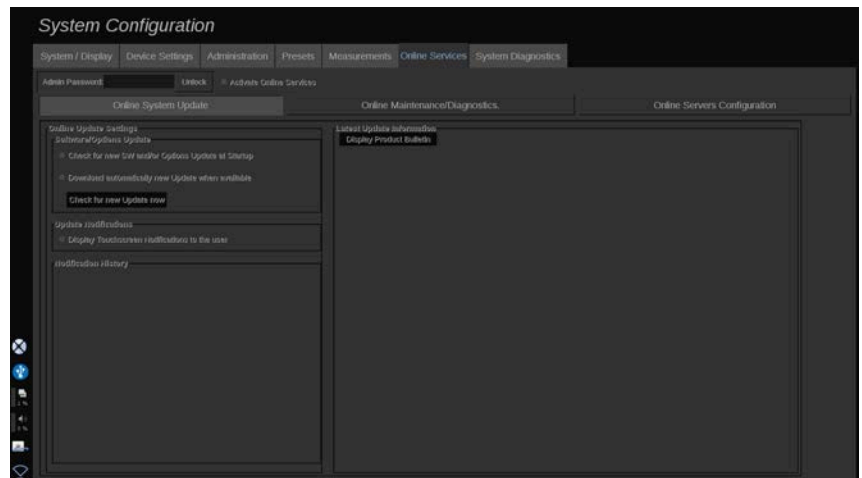 System Configuration
System / Display Device Settings Administration Presets Measurements Online Services System Diagnostics
Admin Password: Unlock Activate Online Services
Online System Update Online Maintenance/Diagnostics. Online Servers Configuration
Online Update Settings
Software/Options Update
Check for new SW and/or Options Update at Startup
Download automatically new Update when available
Check for new Update now
Update Notifications
Display Touchscreen Notifications to the user
Notification History
Latest Update Information
Display Product Bulletin